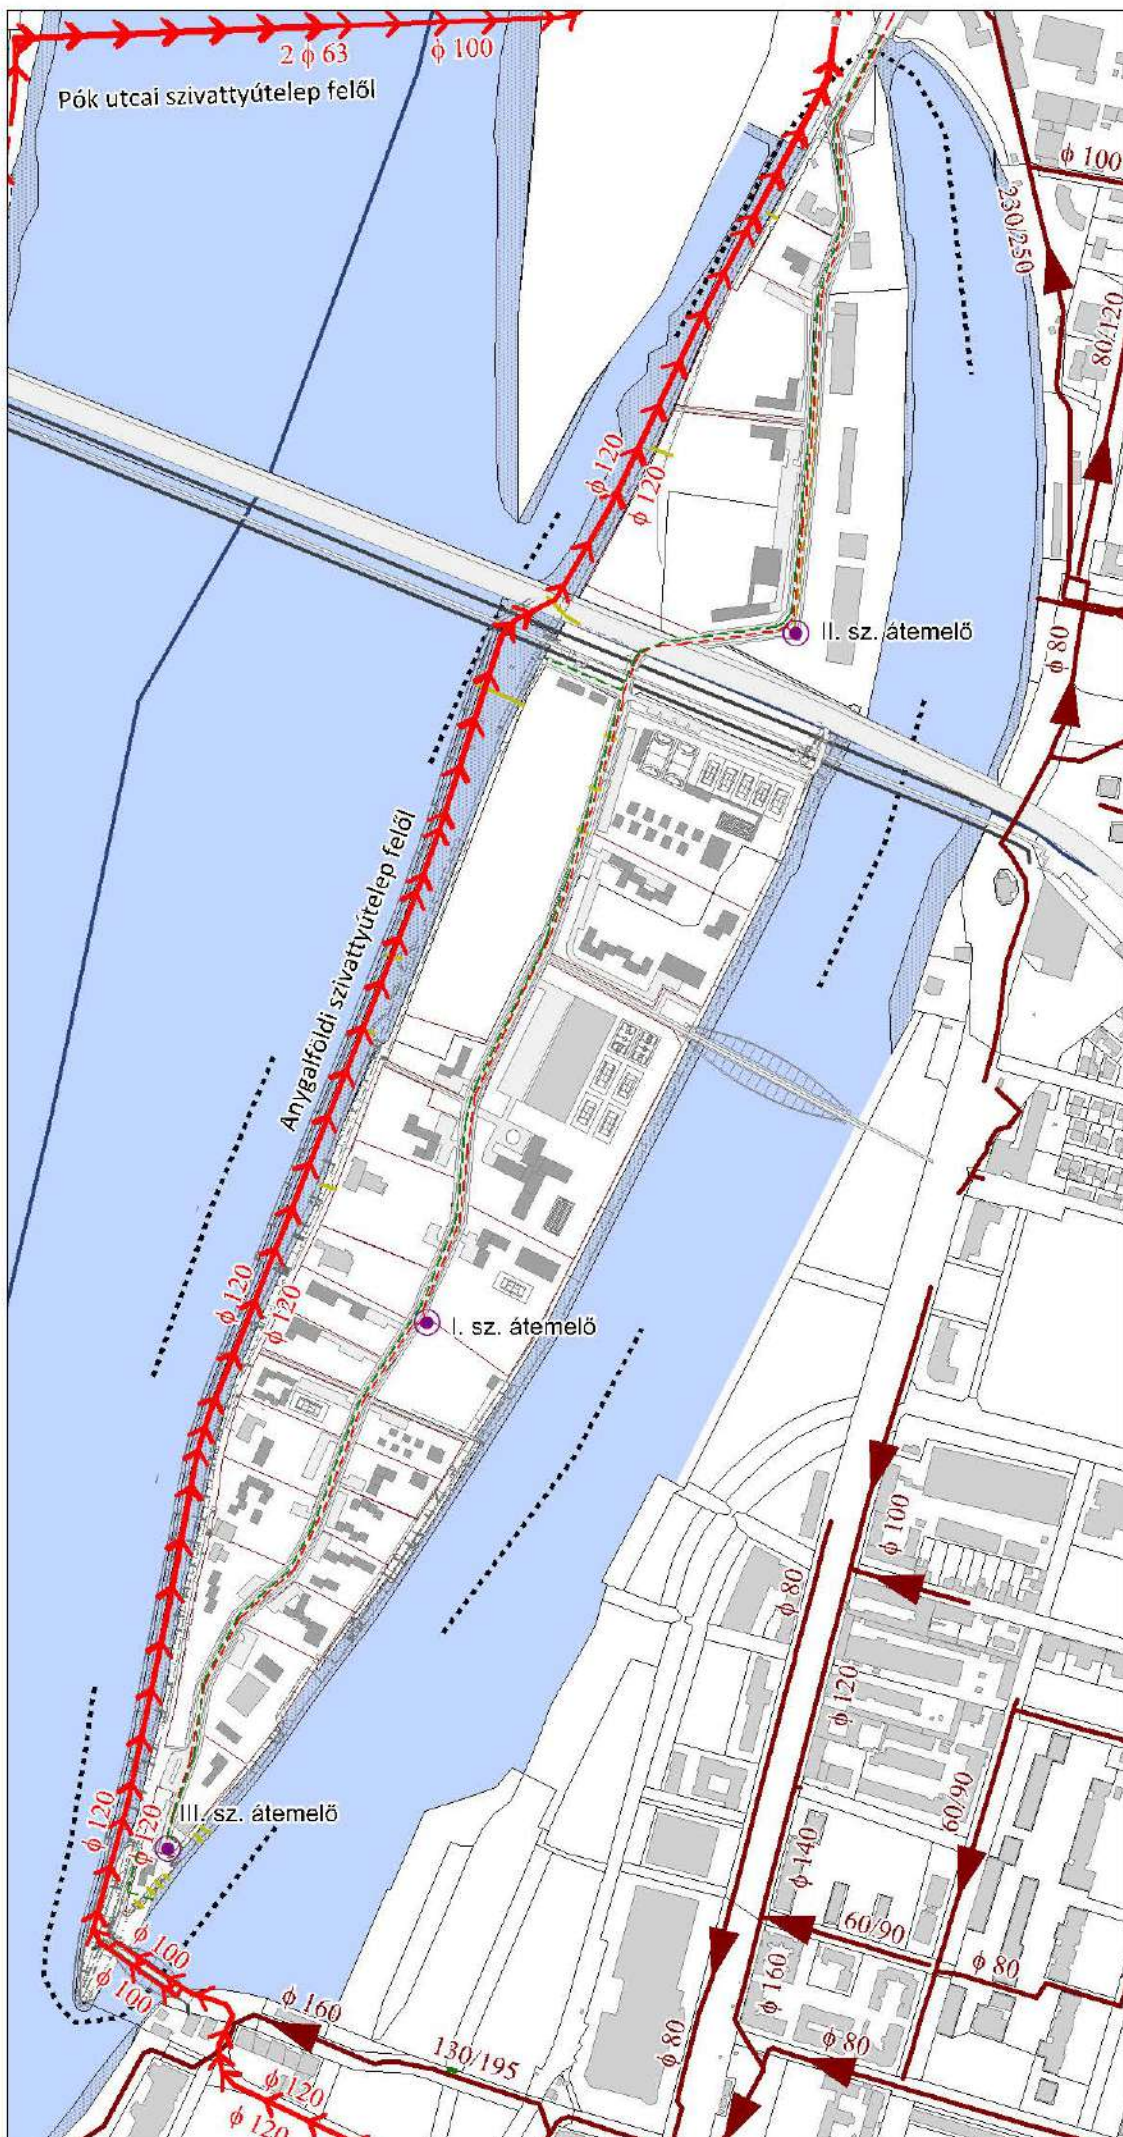 2 ϕ 63
ϕ 100
Pók utcai szivattyútelep felől
ϕ 100
230/250
80/120
ϕ 120
ϕ 120
II. sz. átemelő
ϕ 80
Anygalföldi szivattyútelep felől
ϕ 120
ϕ 120
I. sz. átemelő
ϕ 100
ϕ 80
ϕ 120
60/90
III. sz. átemelő
ϕ 120
ϕ 120
ϕ 140
60/90
ϕ 80
ϕ 100
ϕ 100
ϕ 160
ϕ 160
130/195
ϕ 80
ϕ 80
ϕ 120
ϕ 120